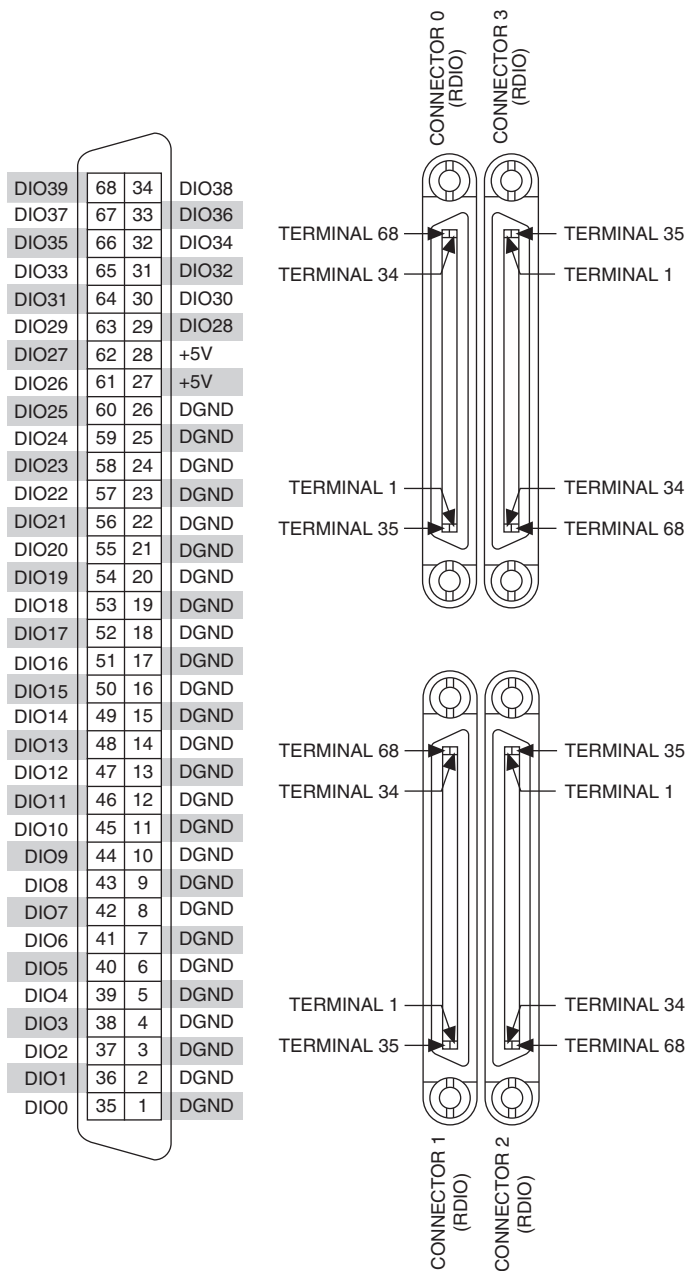 CONNECTOR 0
(RDIO)
CONNECTOR 3
(RDIO)
DIO39 68 34 DIO38
DIO37 67 33 DIO36
DIO35 66 32 DIO34
DIO33 65 31 DIO32
DIO31 64 30 DIO30
DIO29 63 29 DIO28
DIO27 62 28 +5V
DIO26 61 27 +5V
DIO25 60 26 DGND
DIO24 59 25 DGND
DIO23 58 24 DGND
DIO22 57 23 DGND
DIO21 56 22 DGND
DIO20 55 21 DGND
DIO19 54 20 DGND
DIO18 53 19 DGND
DIO17 52 18 DGND
DIO16 51 17 DGND
DIO15 50 16 DGND
DIO14 49 15 DGND
DIO13 48 14 DGND
DIO12 47 13 DGND
DIO11 46 12 DGND
DIO10 45 11 DGND
DIO9 44 10 DGND
DIO8 43 9 DGND
DIO7 42 8 DGND
DIO6 41 7 DGND
DIO5 40 6 DGND
DIO4 39 5 DGND
DIO3 38 4 DGND
DIO2 37 3 DGND
DIO1 36 2 DGND
DIO0 35 1 DGND
TERMINAL 68
TERMINAL 34
TERMINAL 35
TERMINAL 1
TERMINAL 1
TERMINAL 35
TERMINAL 34
TERMINAL 68
TERMINAL 68
TERMINAL 34
TERMINAL 35
TERMINAL 1
TERMINAL 1
TERMINAL 35
TERMINAL 34
TERMINAL 68
CONNECTOR 1
(RDIO)
CONNECTOR 2
(RDIO)